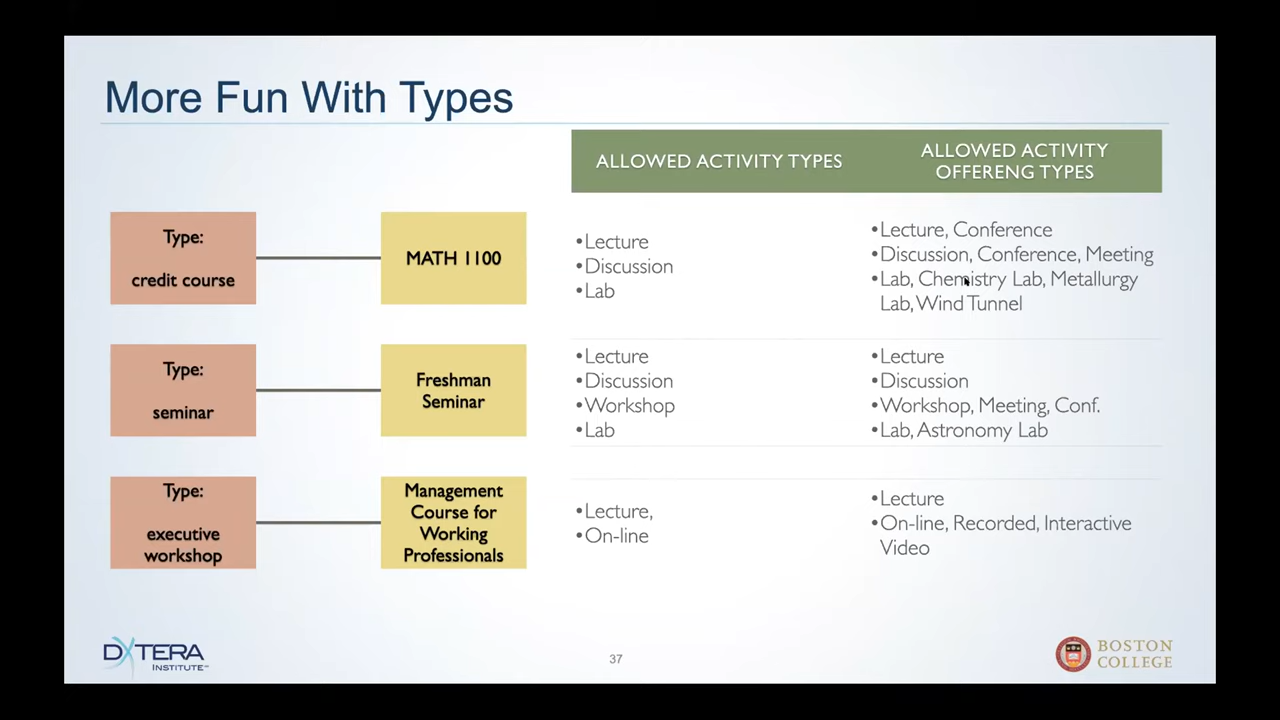 More Fun With Types
ALLOWED ACTIVITY TYPES
ALLOWED ACTIVITY
OFFERENG TYPES
Type:
credit course
MATH 1100
•Lecture
•Discussion
•Lab
•Lecture, Conference
•Discussion, Conference, Meeting
•Lab, Chemistry Lab, Metallurgy
Lab, Wind Tunnel
Type:
seminar
Freshman
Seminar
•Lecture
•Discussion
•Workshop
•Lab
•Lecture
•Discussion
•Workshop, Meeting, Conf.
•Lab, Astronomy Lab
Type:
executive
workshop
Management
Course for
Working
Professionals
•Lecture,
•On-line
•Lecture
•On-line, Recorded, Interactive
Video
DXTERA
INSTITUTE
37
BOSTON
COLLEGE